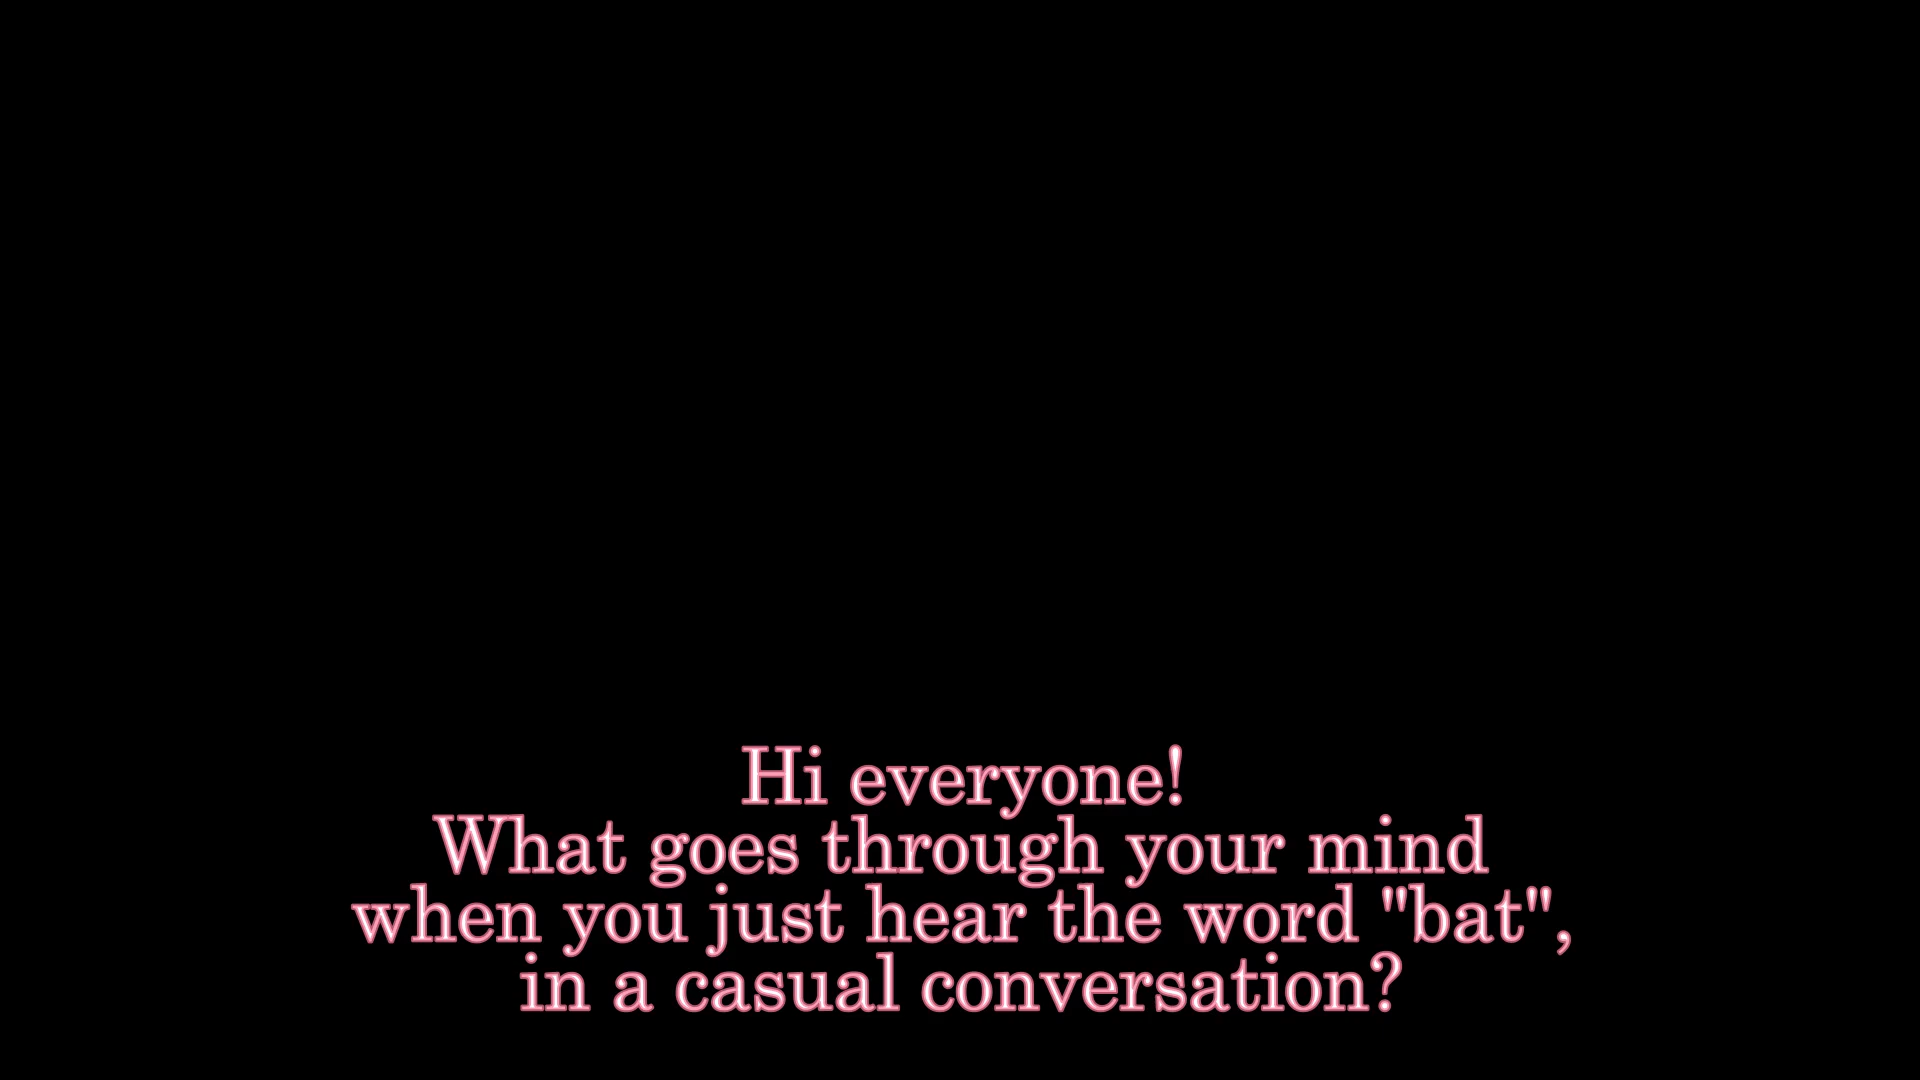 Hi everyone!
What goes through your mind
when you just hear the word "bat",
in a casual conversation?